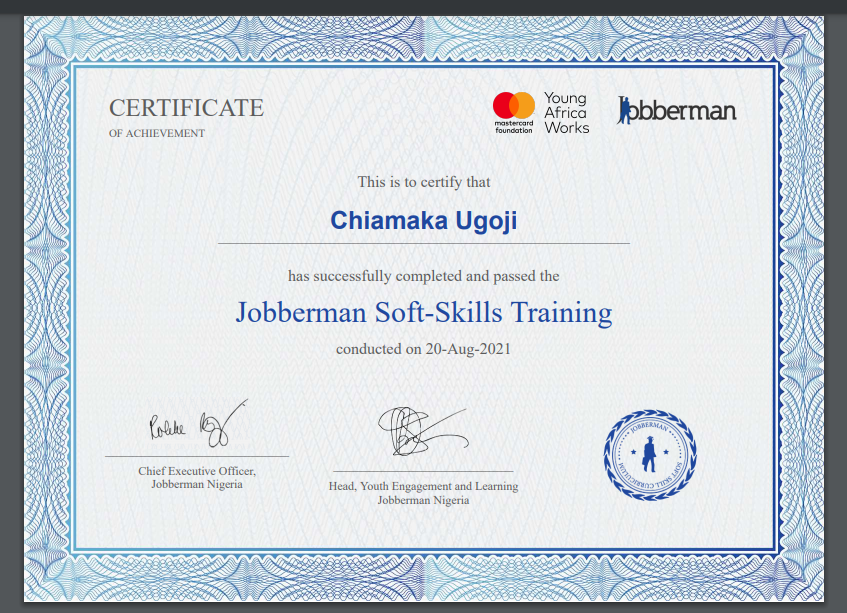 CERTIFICATE
OF ACHIEVEMENT
mastercard
foundation
Young
Africa
Works
Jobberman
This is to certify that
Chiamaka Ugoji
has successfully completed and passed the
Jobberman Soft-Skills Training
conducted on 20-Aug-2021
Chief Executive Officer,
Jobberman Nigeria
Head, Youth Engagement and Learning
Jobberman Nigeria
JOBBERMAN
SOFT SKILL CURRICULUM